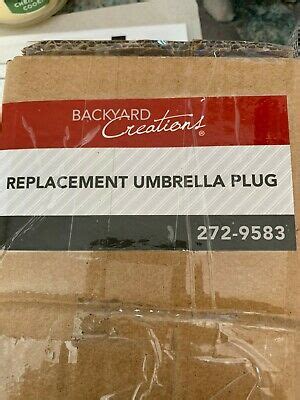 BACKYARD
Creations®
REPLACEMENT UMBRELLA PLUG
272-9583